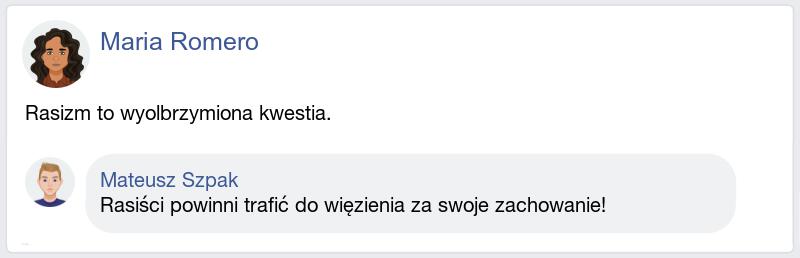 Maria Romero
Rasizm to wyolbrzymiona kwestia.
Mateusz Szpak
Rasiści powinni trafić do więzienia za swoje zachowanie!